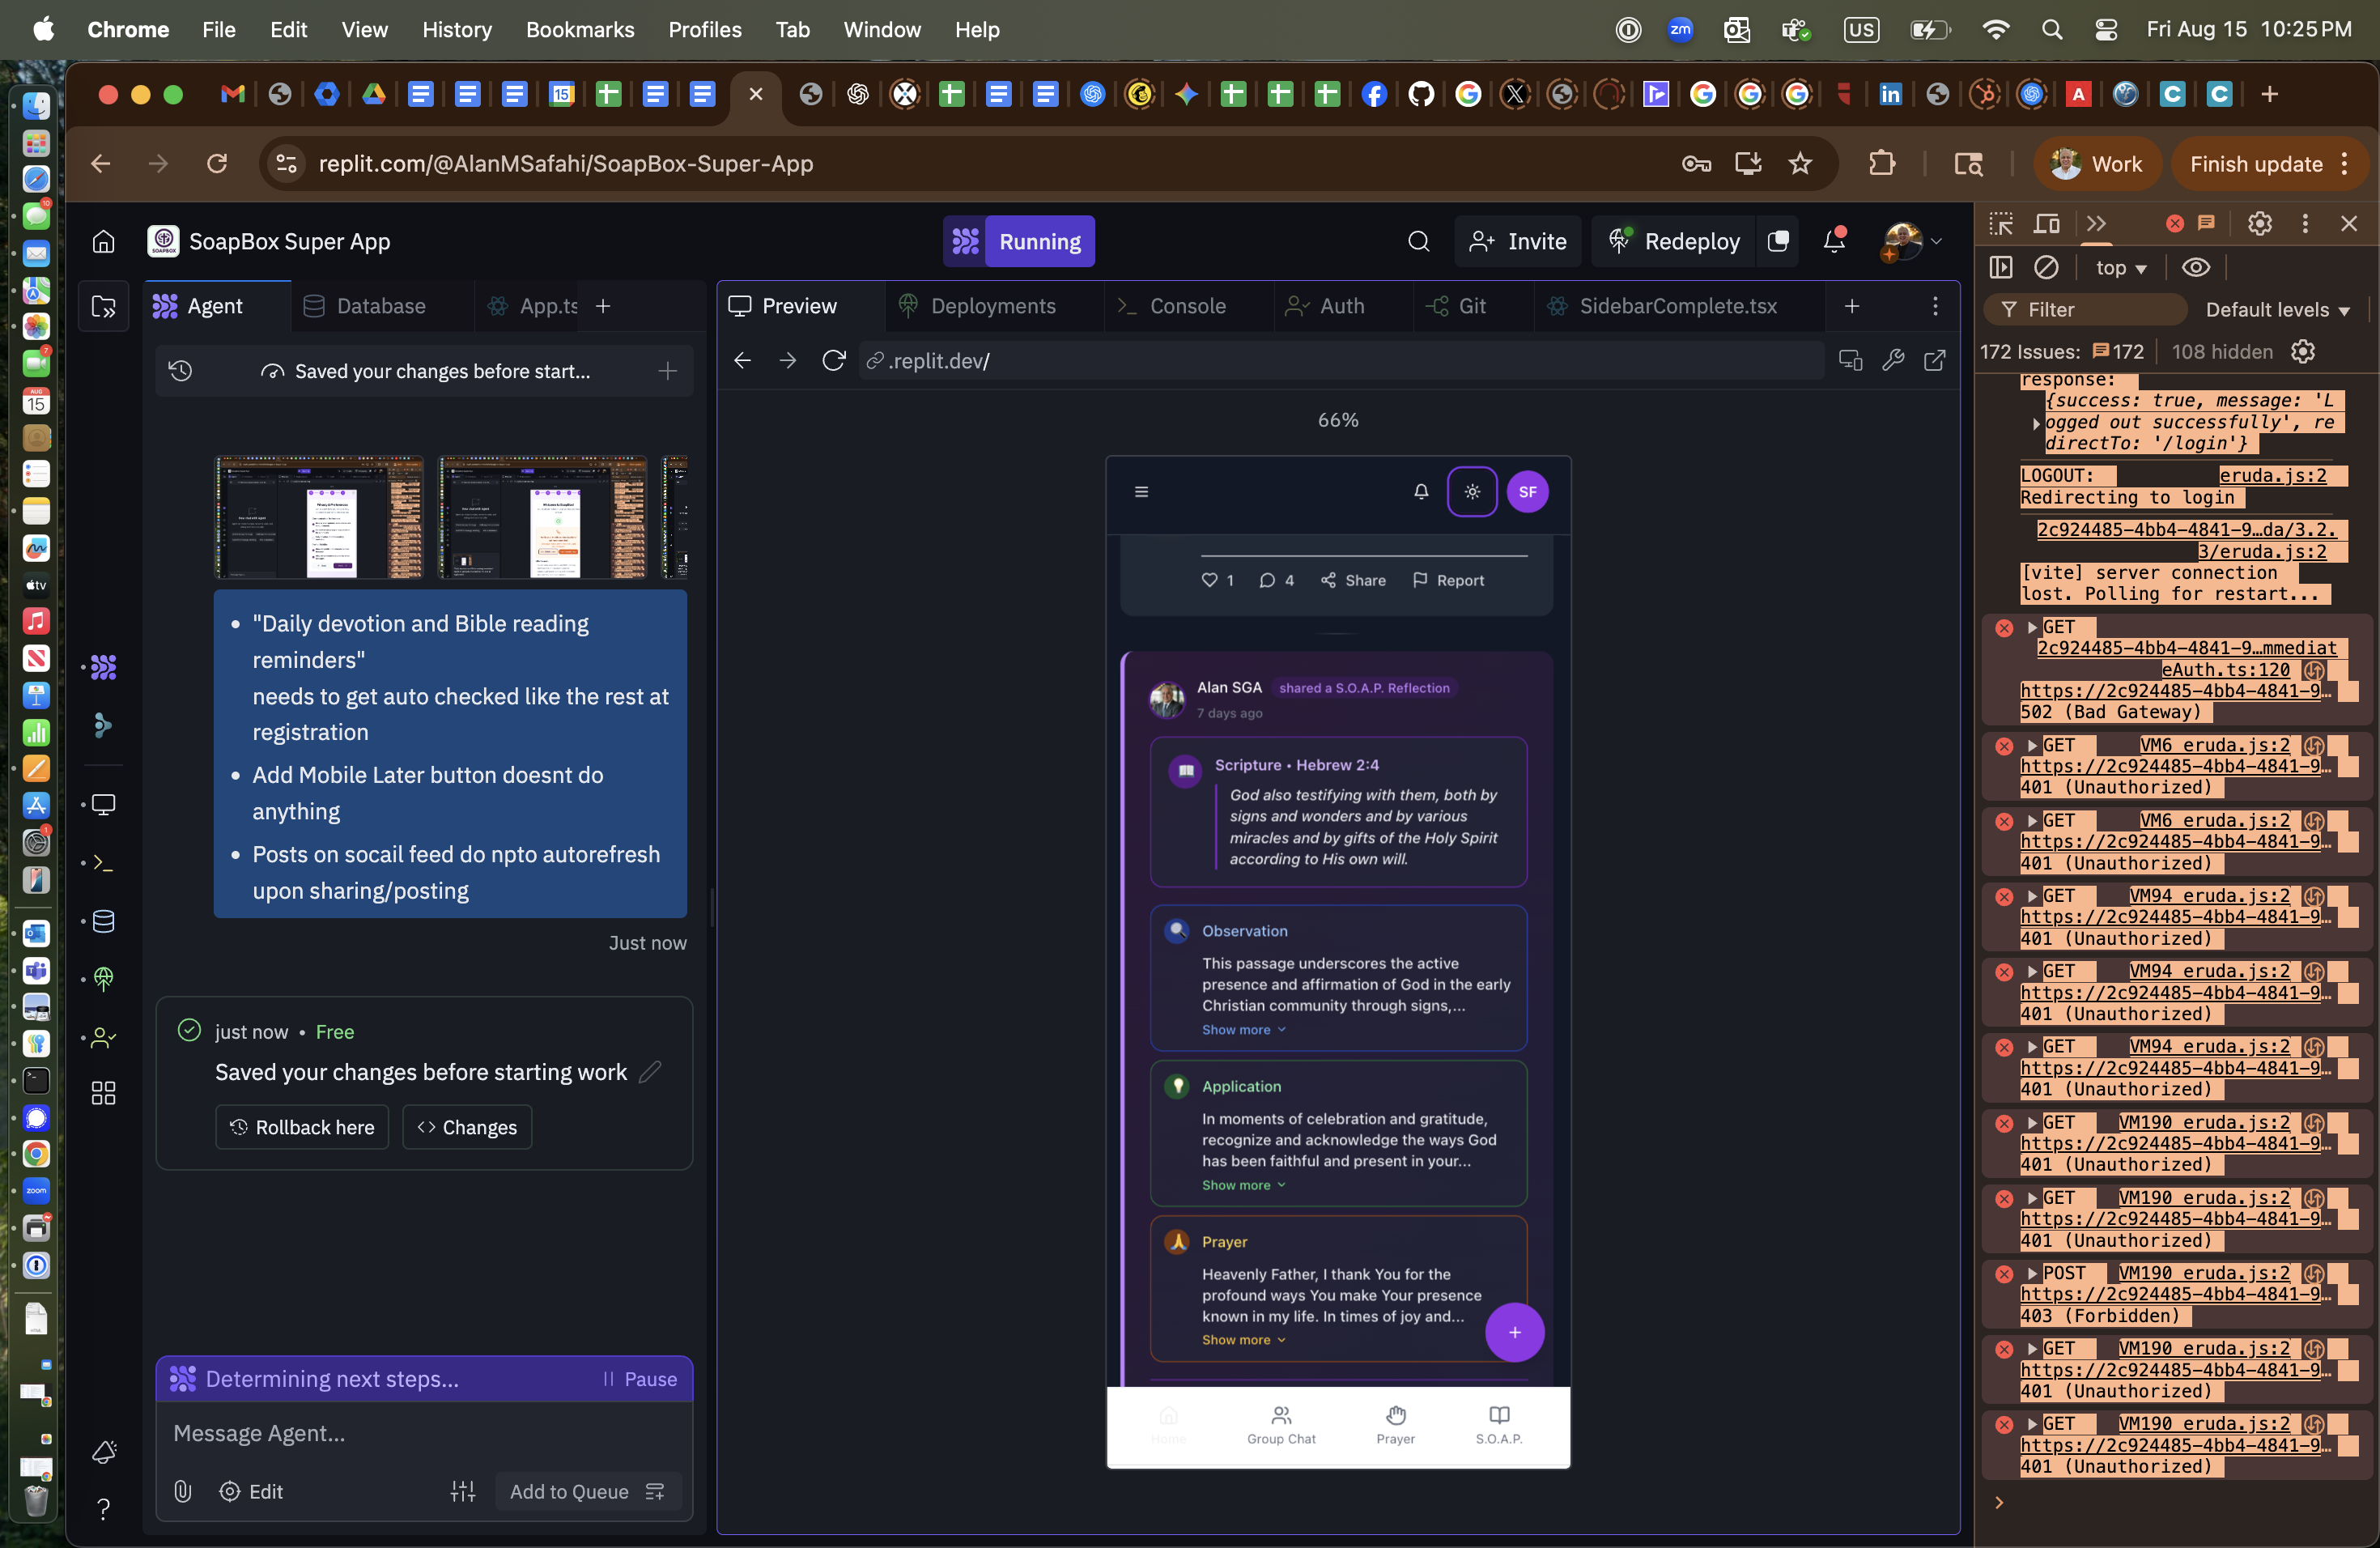 Chrome File Edit View History Bookmarks Profiles Tab Window Help
zm US Fri Aug 15 10:25 PM
replit.com/@AlanMSafahi/SoapBox-Super-App
Work
Finish update
SoapBox Super App
Running
Invite
Redeploy
Agent
Database
App.ts
Saved your changes before start...
"Daily devotion and Bible reading
reminders"
needs to get auto checked like the rest at
registration
Add Mobile Later button doesnt do
anything
Posts on socail feed do npto autorefresh
upon sharing/posting
Just now
just now • Free
Saved your changes before starting work
Rollback here
Changes
Determining next steps...
Pause
Message Agent...
Edit
Add to Queue
Preview
Deployments
Console
Auth
Git
SidebarComplete.tsx
.replit.dev/
66%
SF
1
4
Share
Report
Alan SGA shared a S.O.A.P. Reflection
7 days ago
Scripture • Hebrew 2:4
God also testifying with them, both by
signs and wonders and by various
miracles and by gifts of the Holy Spirit
according to His own will.
Observation
This passage underscores the active
presence and affirmation of God in the early
Christian community through signs,...
Show more
Application
In moments of celebration and gratitude,
recognize and acknowledge the ways God
has been faithful and present in your...
Show more
Prayer
Heavenly Father, I thank You for the
profound ways You make Your presence
known in my life. In times of joy and...
Show more
Home
Group Chat
Prayer
S.O.A.P.
top
Filter
Default levels
172 Issues: 172 108 hidden
response:
{success: true, message: 'L
ogged out successfully', re
directTo: '/login'}
LOGOUT: eruda.js:2
Redirecting to login
2c924485-4bb4-4841-9…da/3.2.
3/eruda.js:2
[vite] server connection
lost. Polling for restart...
GET
2c924485-4bb4-4841-9…mmediat
eAuth.ts:120
https://2c924485-4bb4-4841-9…
502 (Bad Gateway)
GET VM6 eruda.js:2
https://2c924485-4bb4-4841-9…
401 (Unauthorized)
GET VM6 eruda.js:2
https://2c924485-4bb4-4841-9…
401 (Unauthorized)
GET VM94 eruda.js:2
https://2c924485-4bb4-4841-9…
401 (Unauthorized)
GET VM94 eruda.js:2
https://2c924485-4bb4-4841-9…
401 (Unauthorized)
GET VM94 eruda.js:2
https://2c924485-4bb4-4841-9…
401 (Unauthorized)
GET VM190 eruda.js:2
https://2c924485-4bb4-4841-9…
401 (Unauthorized)
GET VM190 eruda.js:2
https://2c924485-4bb4-4841-9…
401 (Unauthorized)
POST VM190 eruda.js:2
https://2c924485-4bb4-4841-9…
403 (Forbidden)
GET VM190 eruda.js:2
https://2c924485-4bb4-4841-9…
401 (Unauthorized)
GET VM190 eruda.js:2
https://2c924485-4bb4-4841-9…
401 (Unauthorized)